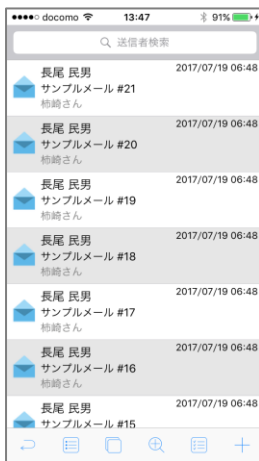 docomo 13:47 91%
送信者検索
長尾 民男 2017/07/19 06:48
サンプルメール #21
柿崎さん
長尾 民男 2017/07/19 06:48
サンプルメール #20
柿崎さん
長尾 民男 2017/07/19 06:48
サンプルメール #19
柿崎さん
長尾 民男 2017/07/19 06:48
サンプルメール #18
柿崎さん
長尾 民男 2017/07/19 06:48
サンプルメール #17
柿崎さん
長尾 民男 2017/07/19 06:48
サンプルメール #16
柿崎さん
長尾 民男 2017/07/19 06:48
サンプルメール #15